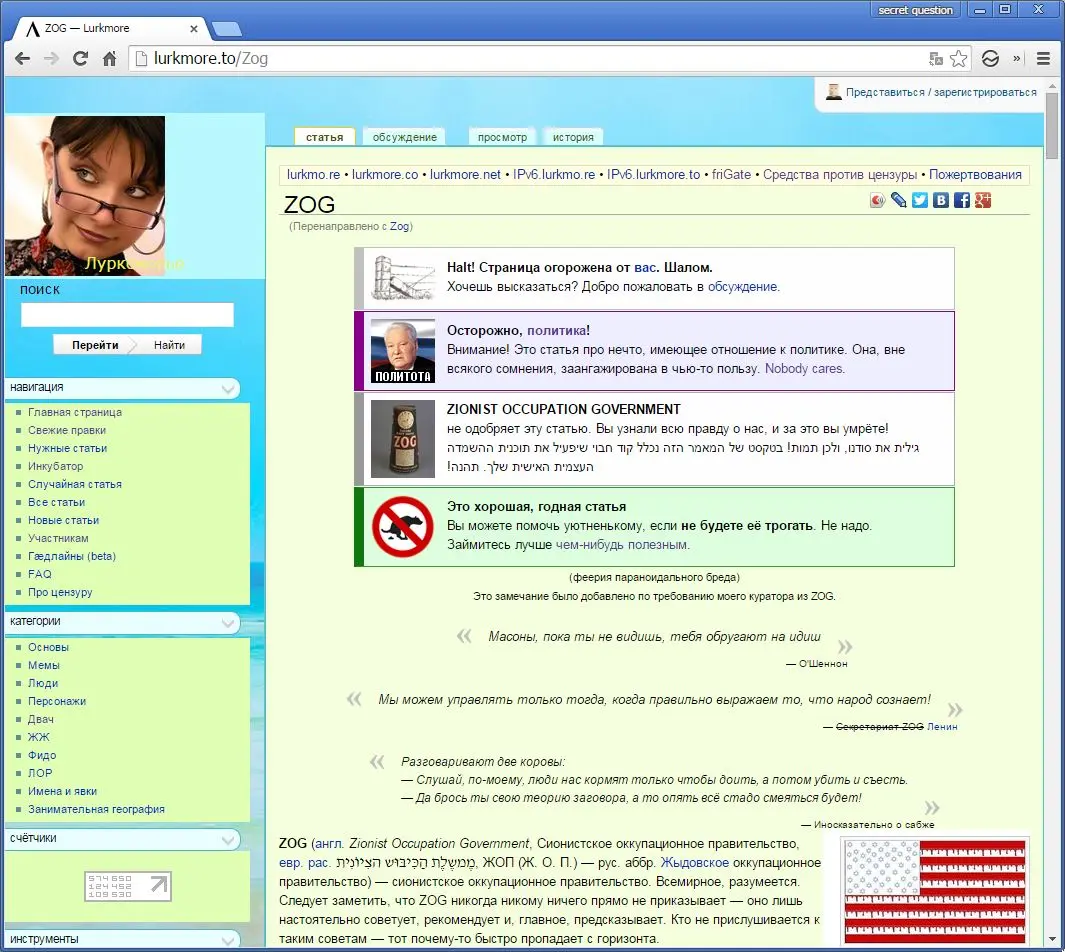 secret question
ZOG — Lurkmore
lurkmore.to/Zog
Представиться / зарегистрироваться
статья обсуждение просмотр история
lurkmo.re • lurkmore.co • lurkmore.net • IPv6.lurkmo.re • IPv6.lurkmore.to • friGate • Средства против цензуры • Пожертвования
ZOG
(Перенаправлено с Zog)
Halt! Страница огорожена от вас. Шалом.
Хочешь высказаться? Добро пожаловать в обсуждение.
Осторожно, политика!
Внимание! Это статья про нечто, имеющее отношение к политике. Она, вне
всякого сомнения, заангажирована в чью-то пользу. Nobody cares.
ПОЛИТОТА
ZIONIST OCCUPATION GOVERNMENT
не одобряет эту статью. Вы узнали всю правду о нас, и за это вы умрёте!
גילית את סודנו, ולכן תמות! בטקסט של המאמר הזה נכלל קוד חבוי שיפעיל את תוכנית ההשמדה
העצמית האישית שלך. תהנה!
ZOG
Это хорошая, годная статья
Вы можете помочь уютненькому, если не будете её трогать. Не надо.
Займитесь лучше чем-нибудь полезным.
(феерия параноидального бреда)
Это замечание было добавлено по требованию моего куратора из ZOG.
« Масоны, пока ты не видишь, тебя обругают на идиш »
— О'Шеннон
« Мы можем управлять только тогда, когда правильно выражаем то, что народ сознает! »
— Секретариат ZOG Ленин
« Разговаривают две коровы:
— Слушай, по-моему, люди нас кормят только чтобы доить, а потом убить и съесть.
— Да брось ты свою теорию заговора, а то опять всё стадо смеяться будет! »
— Иносказательно о сабже
ZOG (англ. Zionist Occupation Government, Сионистское оккупационное правительство,
евр. рас. מֶמְשֶׁלֶת הַכִּיבּוּשׁ הַצִּיּוֹנִית, ЖОП (Ж. О. П.) — рус. аббр. Жыдовское оккупационное
правительство) — сионистское оккупационное правительство. Всемирное, разумеется.
Следует заметить, что ZOG никогда никому ничего прямо не приказывает — оно лишь
настоятельно советует, рекомендует и, главное, предсказывает. Кто не прислушивается к
таким советам — тот почему-то быстро пропадает с горизонта.
поиск
Перейти Найти
навигация
Главная страница
Свежие правки
Нужные статьи
Инкубатор
Случайная статья
Все статьи
Новые статьи
Участникам
Гædлайны (beta)
FAQ
Про цензуру
категории
Основы
Мемы
Люди
Персонажи
Двач
ЖЖ
Фидо
ЛОР
Имена и явки
Занимательная география
счётчики
574 650
124 452
109 530
инструменты